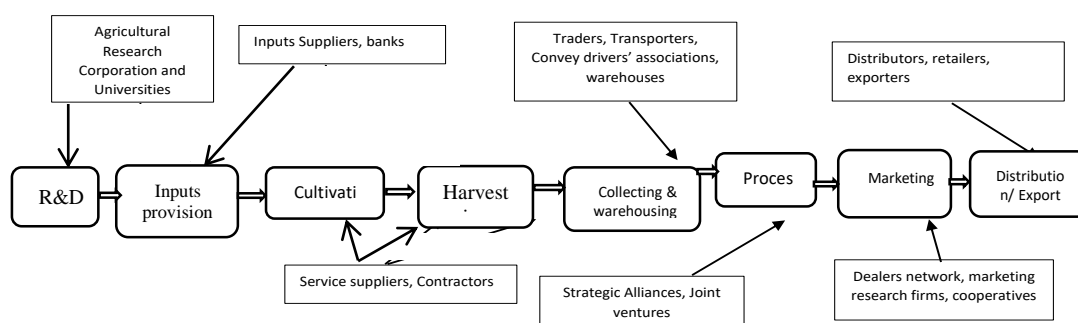 Agricultural
Research
Corporation and
Universities
Inputs Suppliers, banks
Traders, Transporters,
Convey drivers' associations,
warehouses
Distributors, retailers,
exporters
R&D
Inputs
provision
Cultivati
Harvest
Collecting &
warehousing
Proces
Marketing
Distributio
n/ Export
Service suppliers, Contractors
Strategic Alliances, Joint
ventures
Dealers network, marketing
research firms, cooperatives